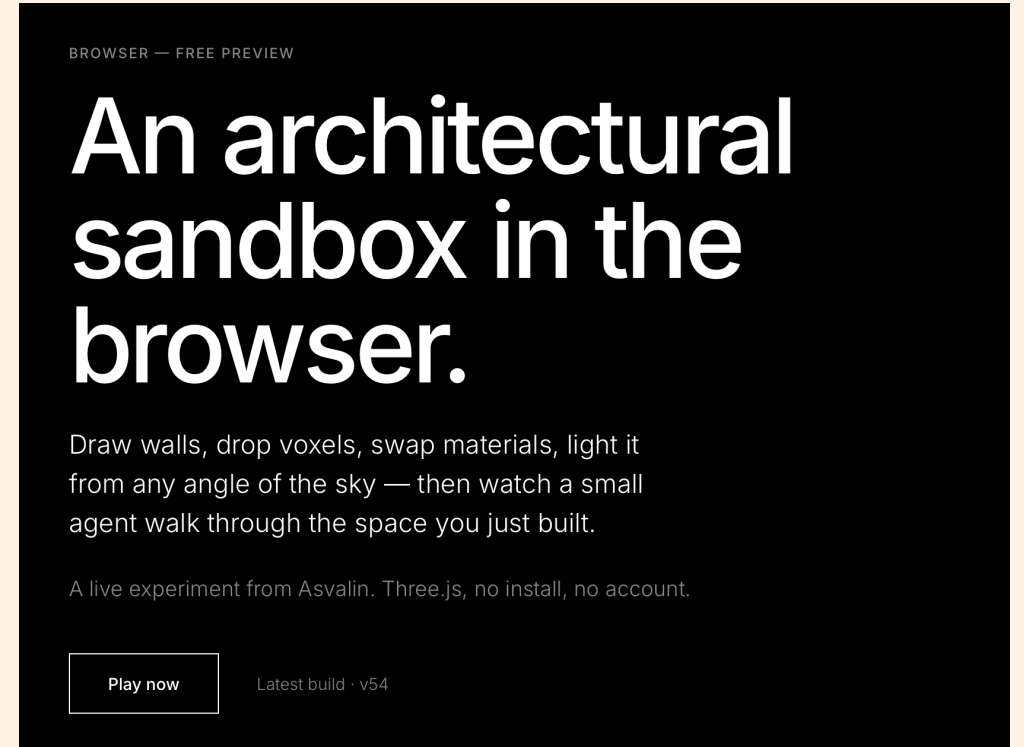 BROWSER — FREE PREVIEW
An architectural
sandbox in the
browser.
Draw walls, drop voxels, swap materials, light it
from any angle of the sky — then watch a small
agent walk through the space you just built.
A live experiment from Asvalin. Three.js, no install, no account.
Play now
Latest build · v54